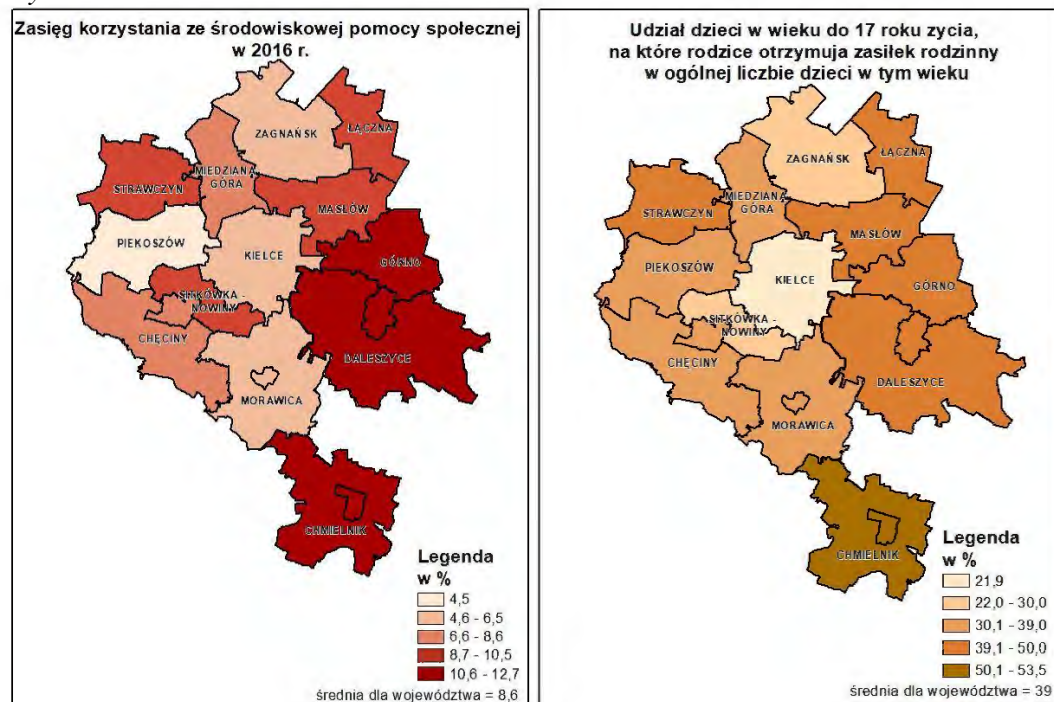 Zasięg korzystania ze środowiskowej pomocy społecznej
w 2016 r.
ZAGNAŃSK
ŁĄCZNA
MIEDZIANA
GÓRA
STRAWCZYN
MASŁÓW
PIEKOSZÓW
KIELCE
GÓRNO
SITKÓWKA -
NOWINY
CHĘCINY
DALESZYCE
MORAWICA
CHMIELNIK
Legenda
w %
4,5
4,6 - 6,5
6,6 - 8,6
8,7 - 10,5
10,6 - 12,7
średnia dla województwa = 8,6
Udział dzieci w wieku do 17 roku życia,
na które rodzice otrzymuja zasiłek rodzinny
w ogólnej liczbie dzieci w tym wieku
ZAGNAŃSK
ŁĄCZNA
MIEDZIANA
GÓRA
STRAWCZYN
MASŁÓW
PIEKOSZÓW
KIELCE
GÓRNO
SITKÓWKA -
NOWINY
CHĘCINY
DALESZYCE
MORAWICA
CHMIELNIK
Legenda
w %
21,9
22,0 - 30,0
30,1 - 39,0
39,1 - 50,0
50,1 - 53,5
średnia dla województwa = 39